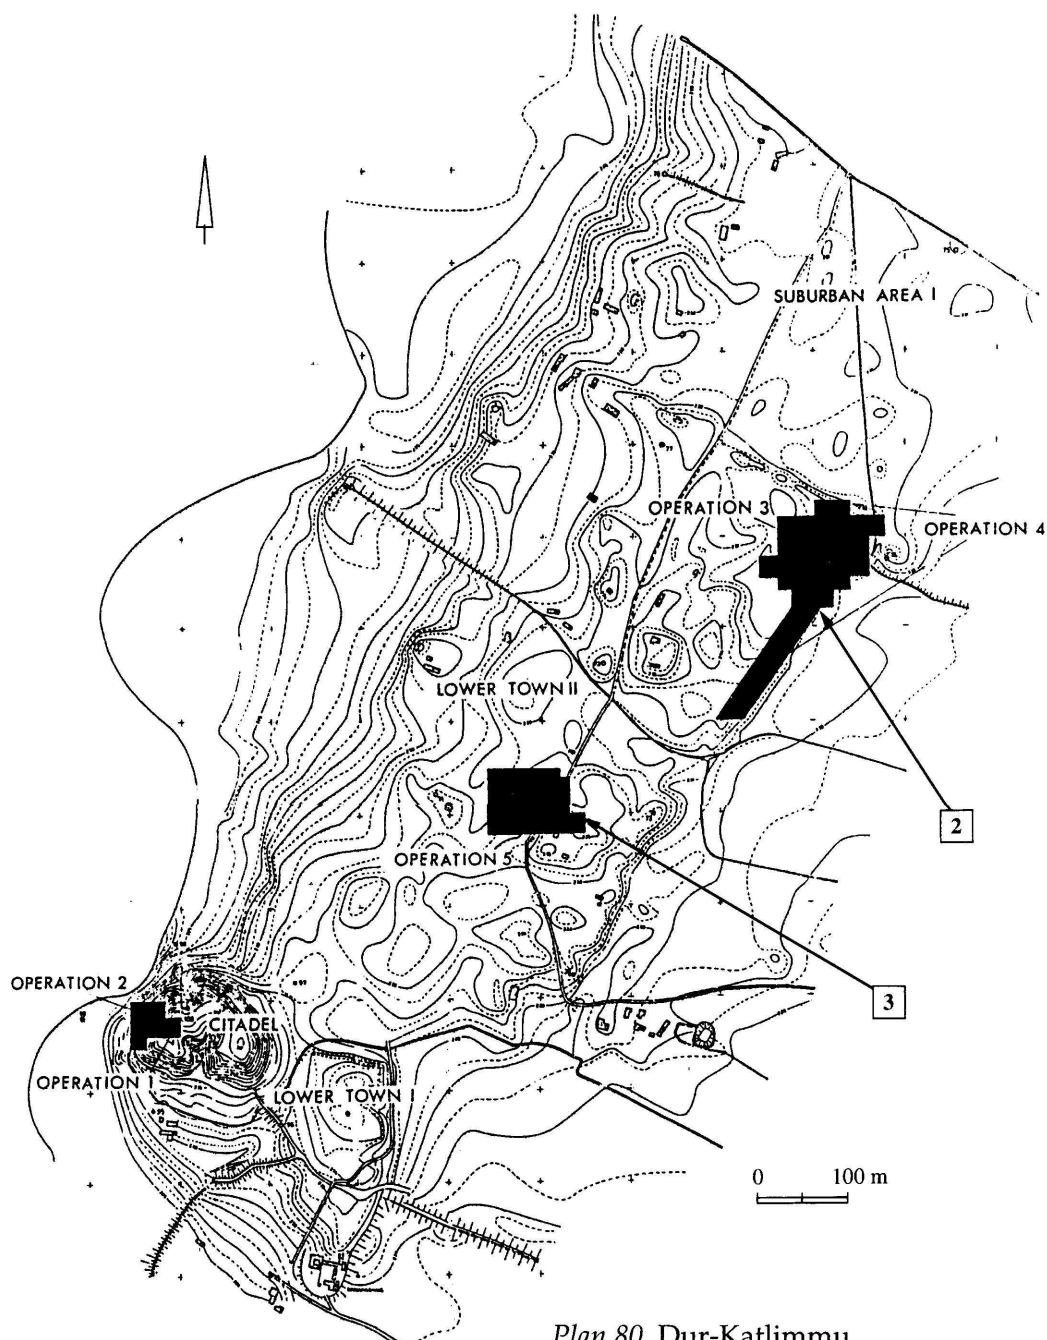 SUBURBAN AREA I
OPERATION 3
OPERATION 4
LOWER TOWN II
2
OPERATION 5
3
OPERATION 2
CITADEL
OPERATION 1
LOWER TOWN I
0 100 m
Plan 80 Dur-Katlimmu